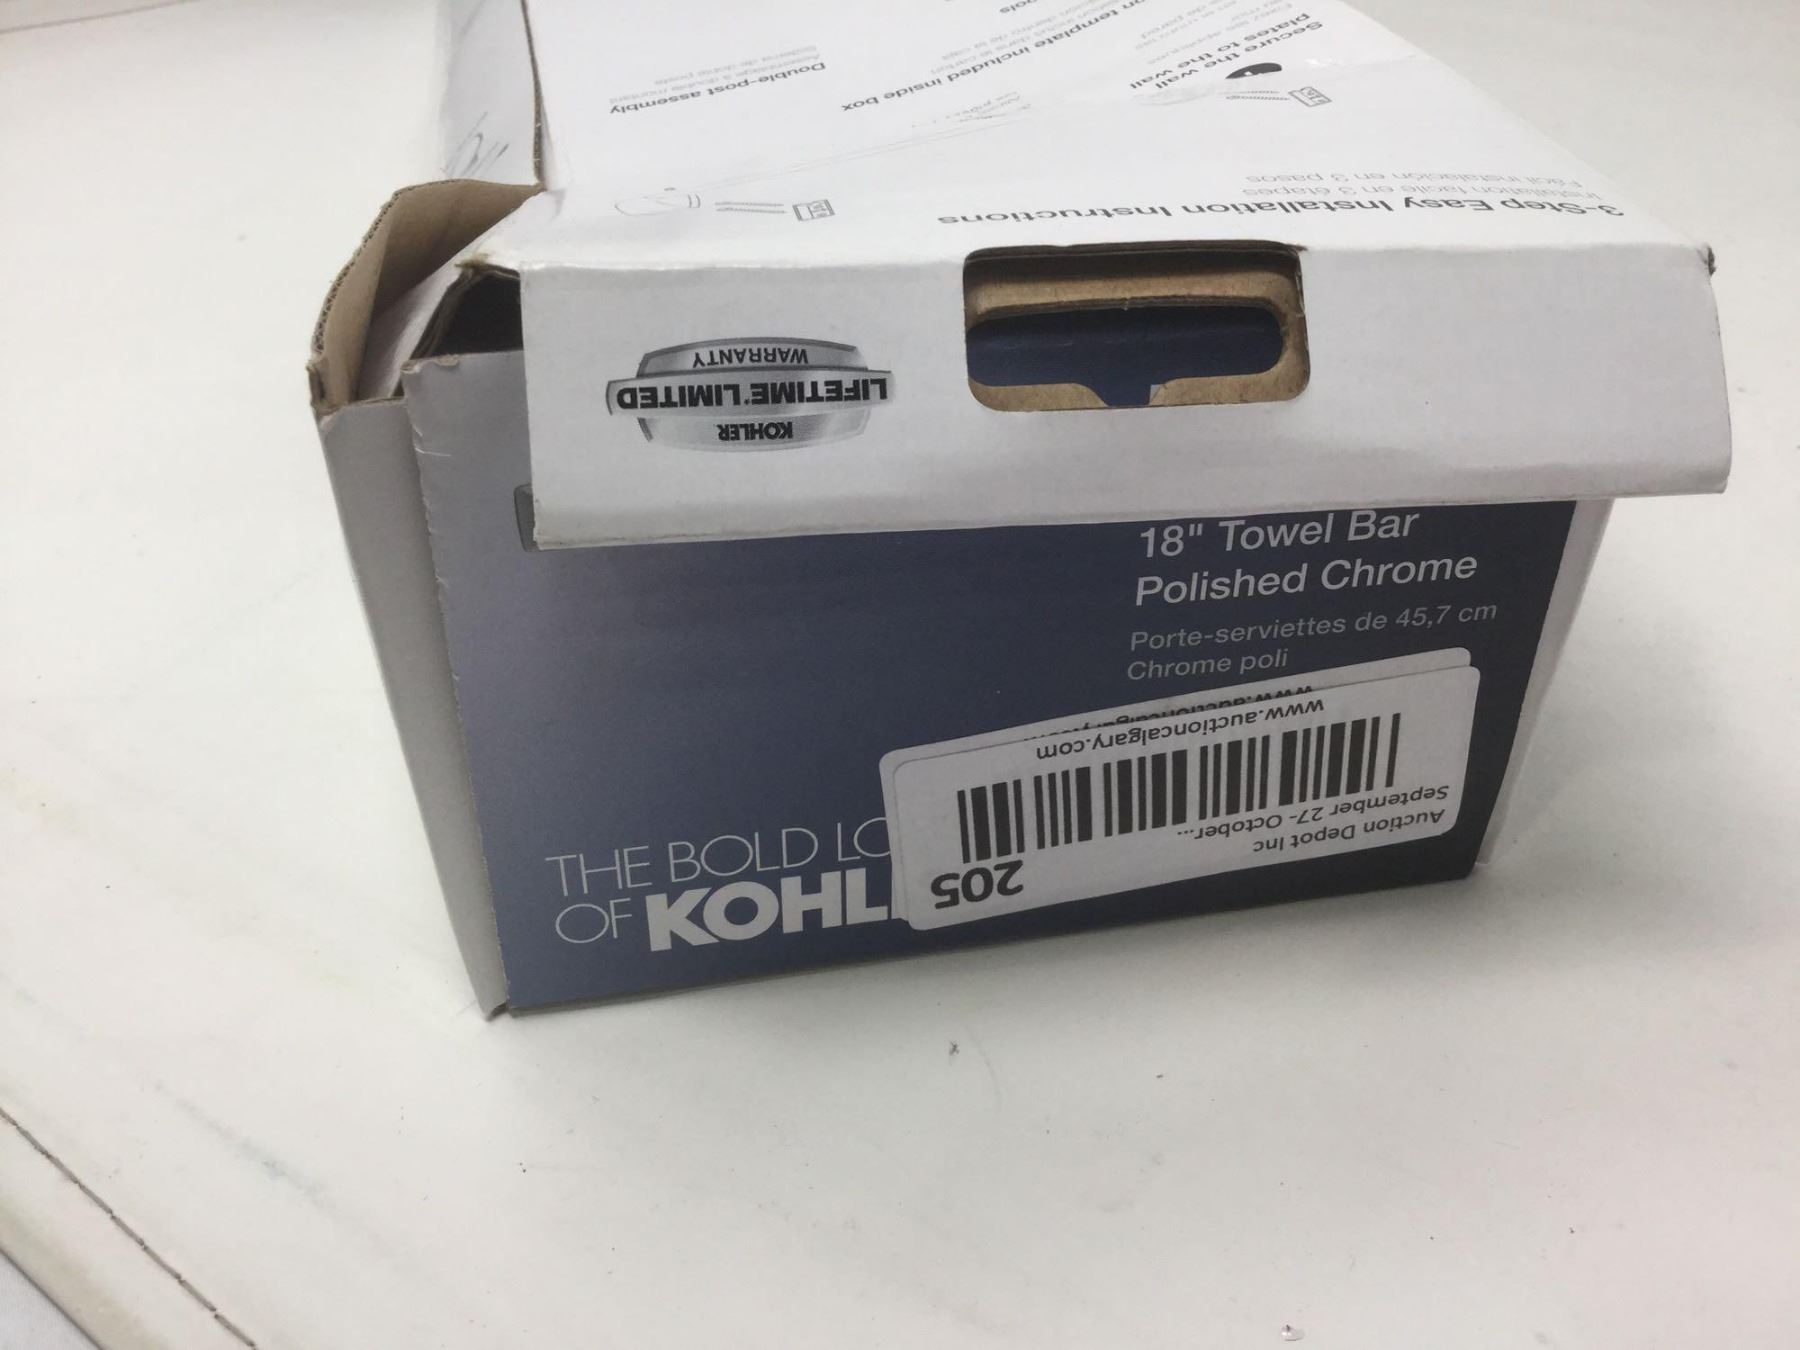 3-Step Easy Installation Instructions
Installation facile en 3 étapes
Fácil instalación en 3 pasos
Secure the wall
plates to the wall
on template included inside box
Double-post assembly
KOHLER
LIFETIME LIMITED
WARRANTY
18" Towel Bar
Polished Chrome
Porte-serviettes de 45,7 cm
Chrome poli
THE BOLD LO
OF KOHL
205
Auction Depot Inc
September 27- October...
www.auctioncalgary.com